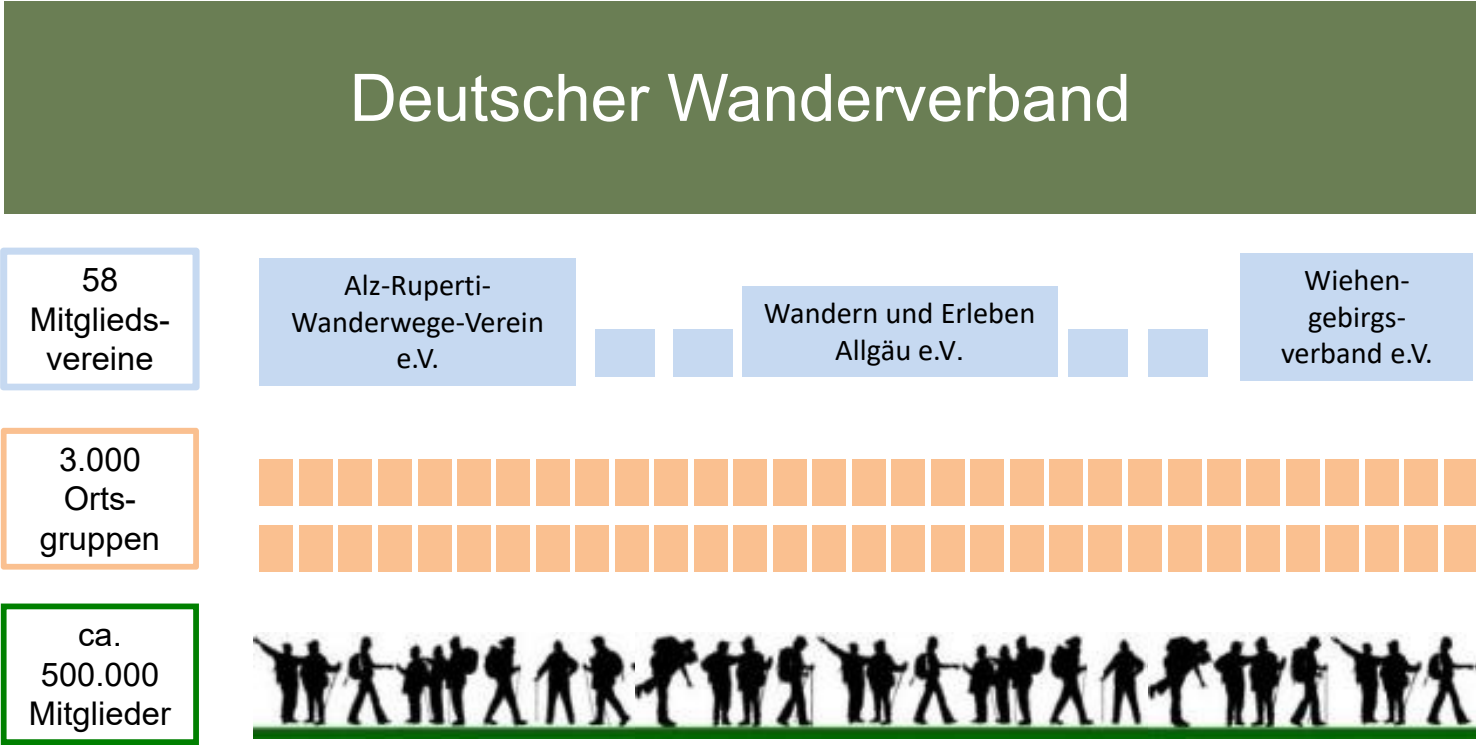 Deutscher Wanderverband
58
Mitglieds-
vereine
Alz-Ruperti-
Wanderwege-Verein
e.V.
Wandern und Erleben
Allgäu e.V.
Wiehen-
gebirgs-
verband e.V.
3.000
Orts-
gruppen
ca.
500.000
Mitglieder